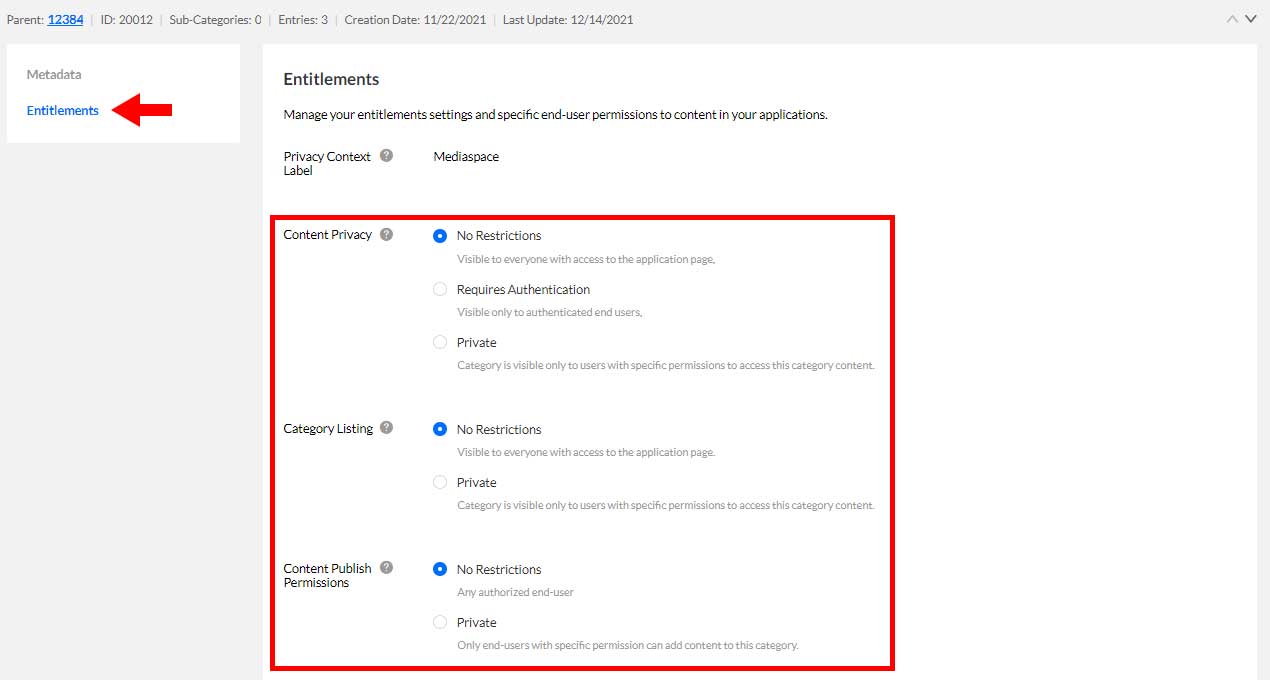 Parent: 12384 | ID: 20012 | Sub-Categories: 0 | Entries: 3 | Creation Date: 11/22/2021 | Last Update: 12/14/2021
Metadata
Entitlements
Entitlements
Manage your entitlements settings and specific end-user permissions to content in your applications.
Privacy Context ? Mediaspace
Label
Content Privacy ? No Restrictions
Visible to everyone with access to the application page,
Requires Authentication
Visible only to authenticated end users,
Private
Category is visible only to users with specific permissions to access this category content.
Category Listing ? No Restrictions
Visible to everyone with access to the application page.
Private
Category is visible only to users with specific permissions to access this category content.
Content Publish ? No Restrictions
Permissions
Any authorized end-user
Private
Only end-users with specific permission can add content to this category.